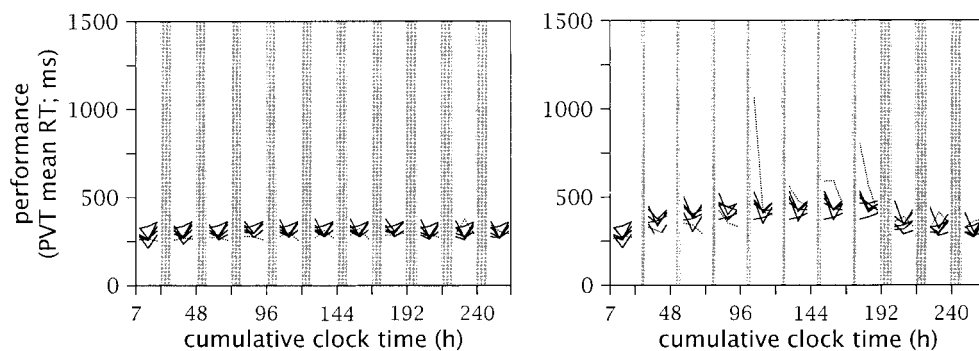 performance
(PVT mean RT; ms)
1500
1000
500
0
7 48 96 144 192 240
cumulative clock time (h)
1500
1000
500
0
7 48 96 144 192 240
cumulative clock time (h)